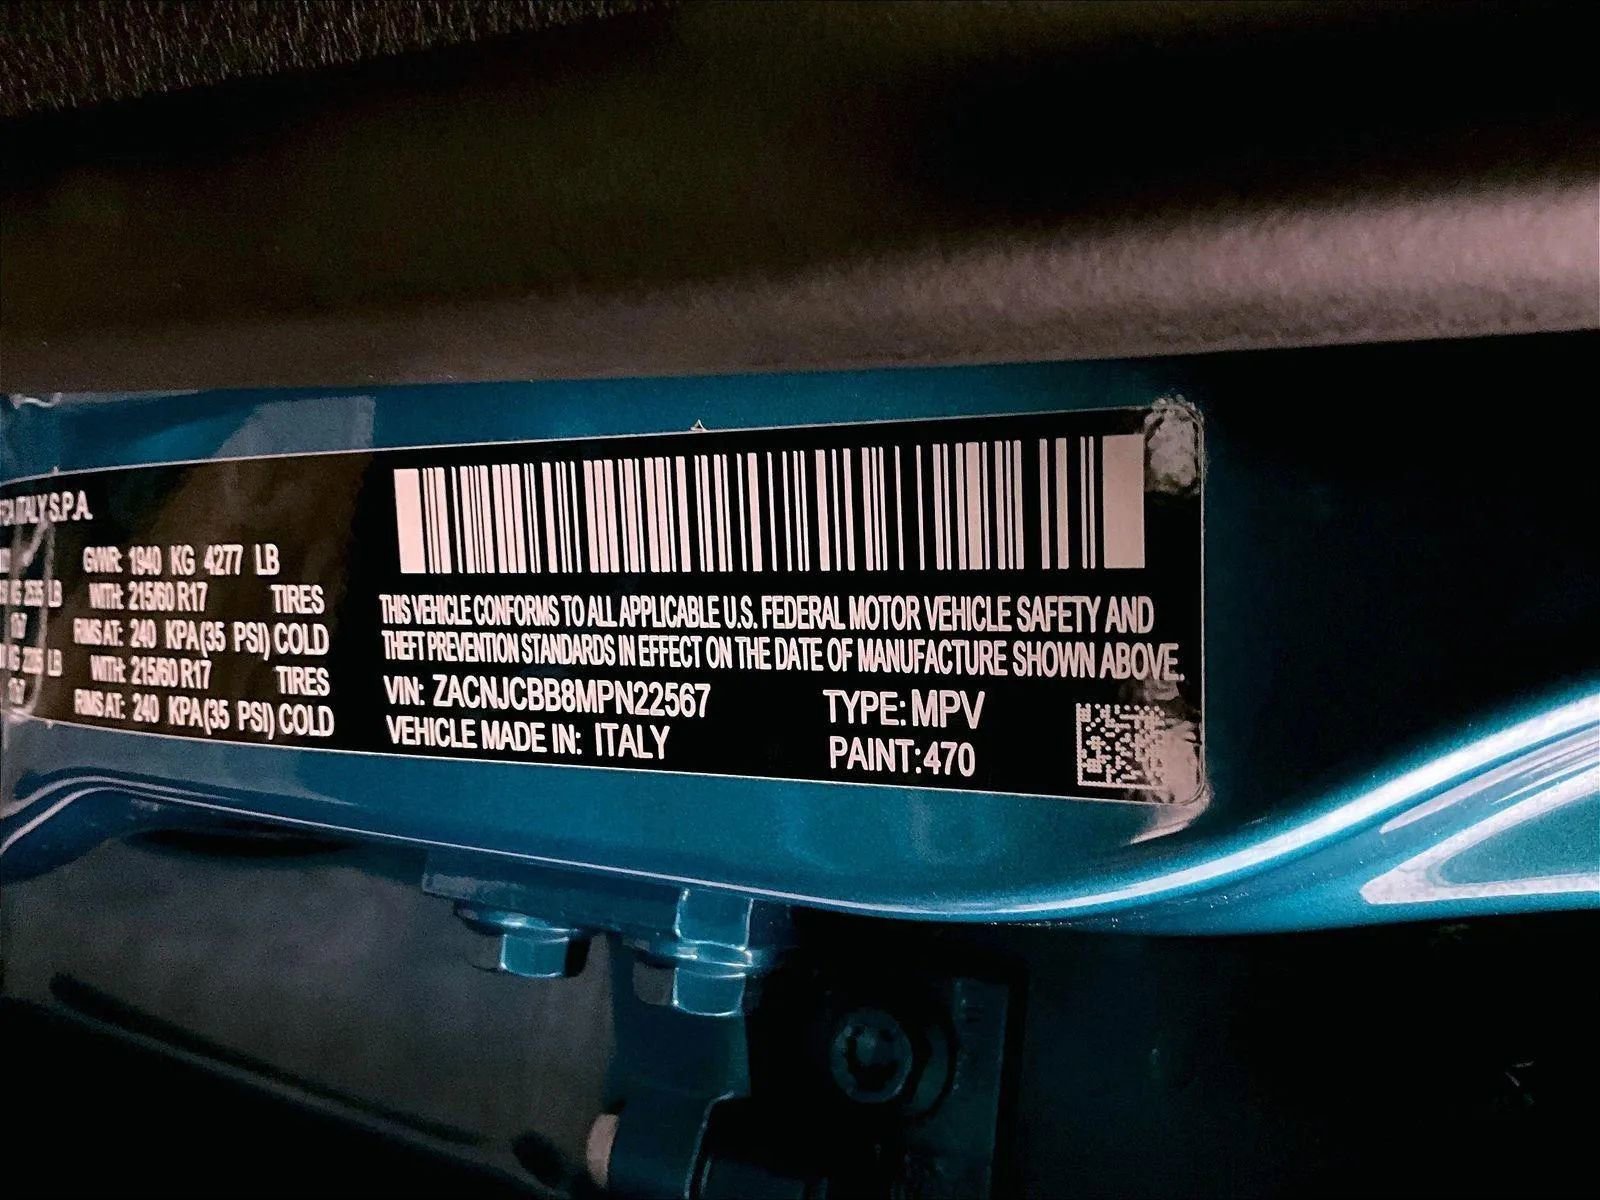 ITALY S.P.A.
GVWR: 1940 KG 4277 LB
LB WITH: 215/60 R17 TIRES
RIMS AT: 240 KPA(35 PSI) COLD
LB WITH: 215/60 R17 TIRES
RIMS AT: 240 KPA(35 PSI) COLD
THIS VEHICLE CONFORMS TO ALL APPLICABLE U.S. FEDERAL MOTOR VEHICLE SAFETY AND
THEFT PREVENTION STANDARDS IN EFFECT ON THE DATE OF MANUFACTURE SHOWN ABOVE.
VIN: ZACNJCBB8MPN22567 TYPE: MPV
VEHICLE MADE IN: ITALY PAINT: 470